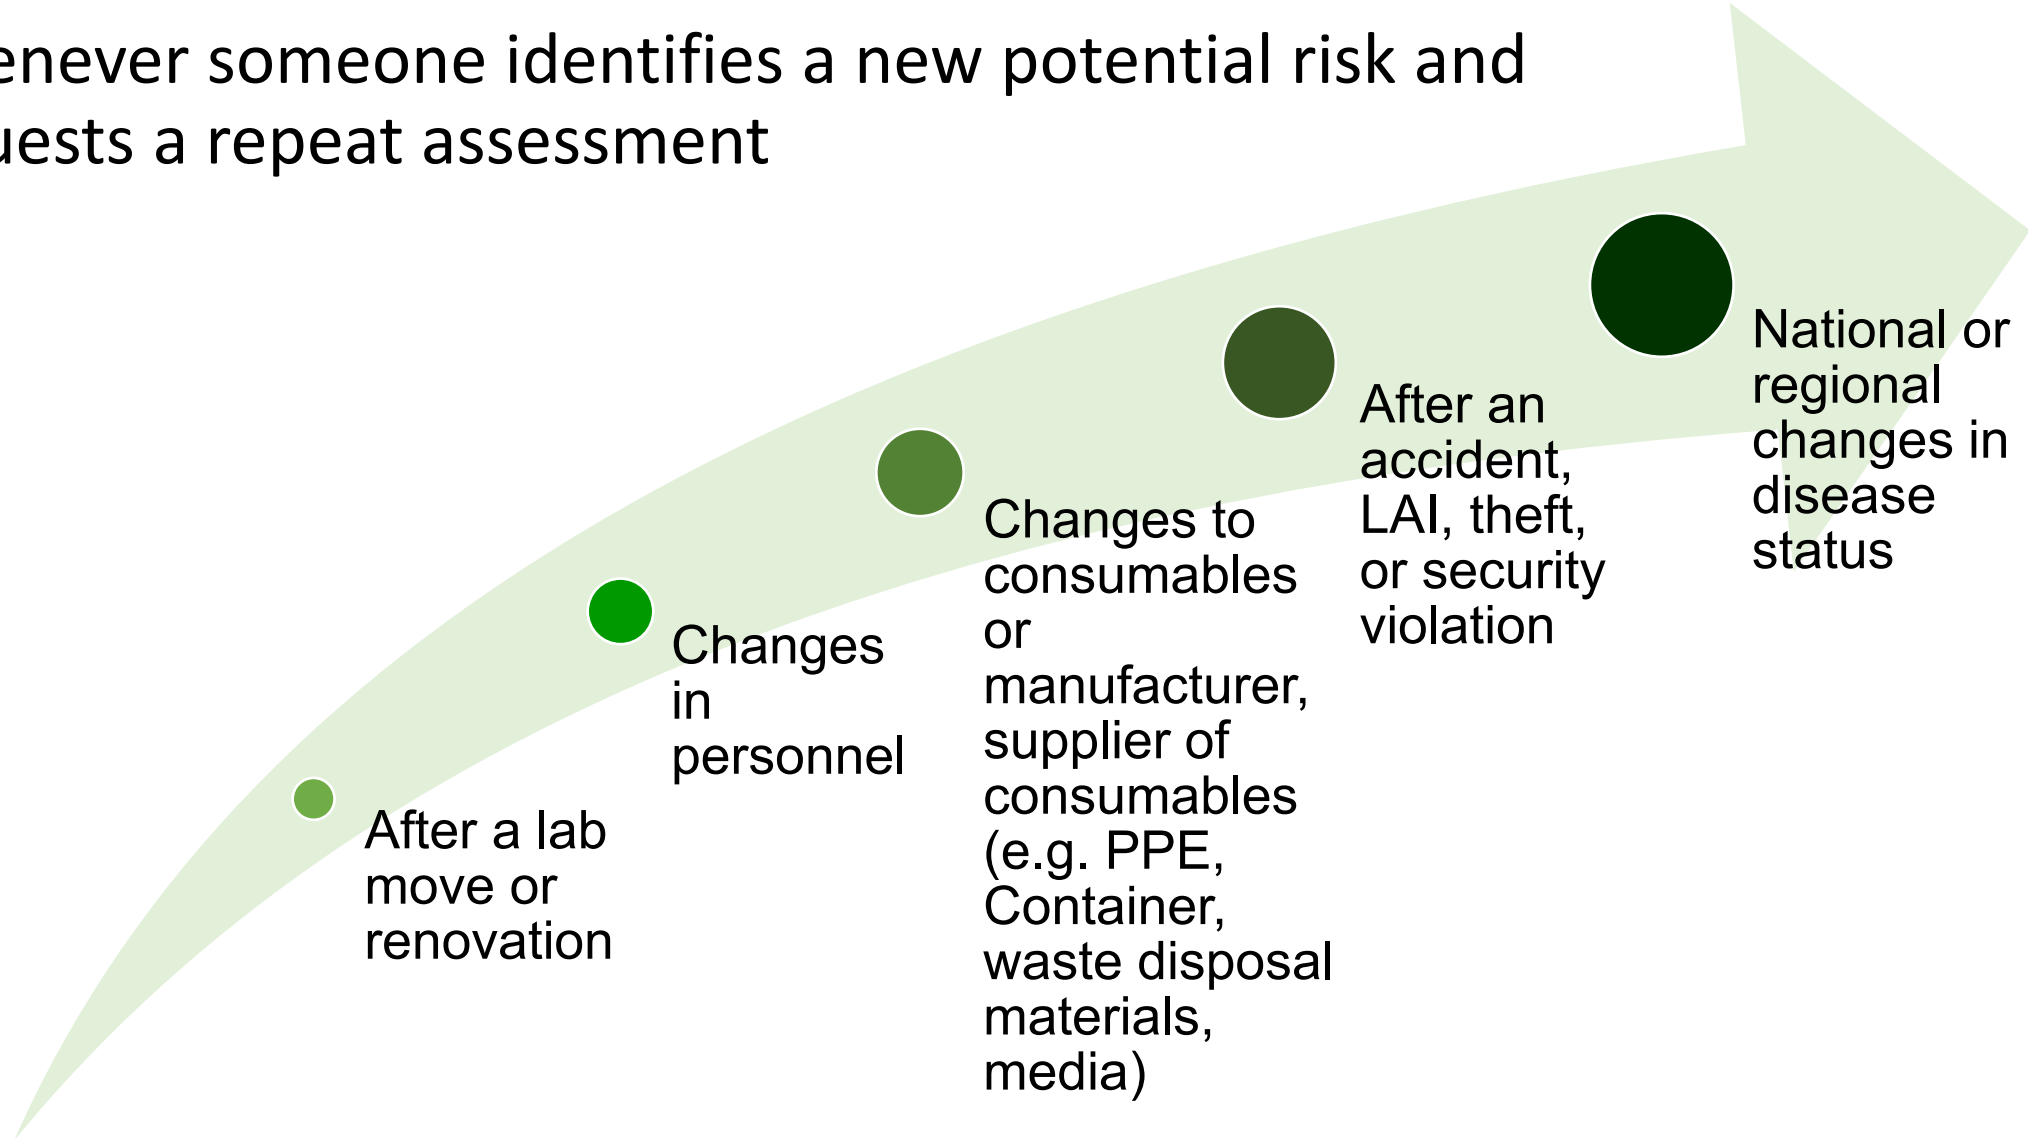 enever someone identifies a new potential risk and
uests a repeat assessment
After a lab
move or
renovation
Changes
in
personnel
Changes to
consumables
or
manufacturer,
supplier of
consumables
(e.g. PPE,
Container,
waste disposal
materials,
media)
After an
accident,
LAI, theft,
or security
violation
National or
regional
changes in
disease
status